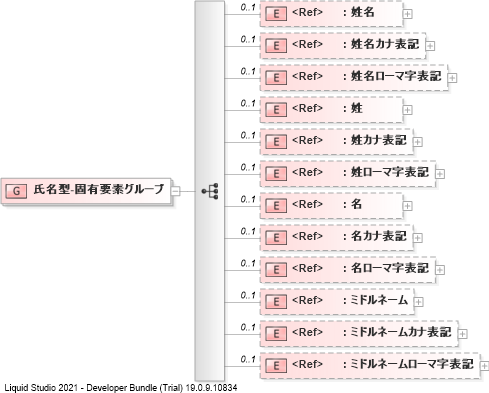 0..1
E <Ref> : 姓名
0..1
E <Ref> : 姓名カナ表記
0..1
E <Ref> : 姓名ローマ字表記
0..1
E <Ref> : 姓
0..1
E <Ref> : 姓カナ表記
0..1
E <Ref> : 姓ローマ字表記
G 氏名型-固有要素グループ
0..1
E <Ref> : 名
0..1
E <Ref> : 名カナ表記
0..1
E <Ref> : 名ローマ字表記
0..1
E <Ref> : ミドルネーム
0..1
E <Ref> : ミドルネームカナ表記
0..1
E <Ref> : ミドルネームローマ字表記
Liquid Studio 2021 - Developer Bundle (Trial) 19.0.9.10834